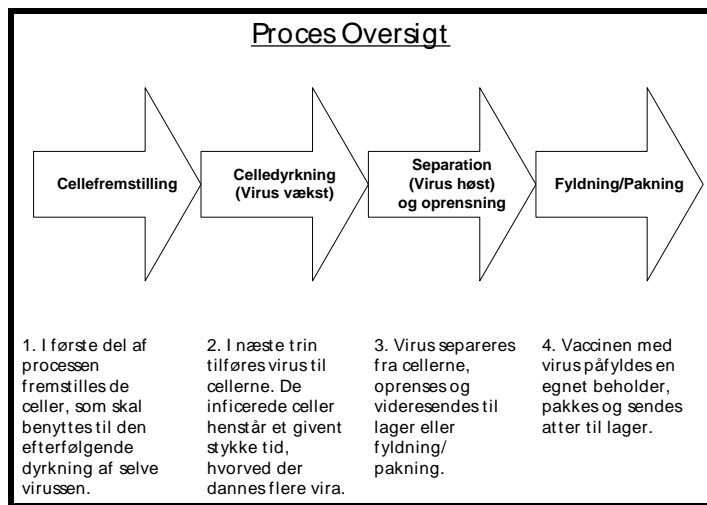 Proces Oversigt
Cellefremstilling
Celledyrkning
(Virus vækst)
Separation
(Virus høst)
og oprensning
Fyldning/Pakning
1. I første del af
processen
fremstilles de
celler, som skal
benyttes til den
efterfølgende
dyrkning af selve
virussen.
2. I næste trin
tilføres virus til
cellerne. De
inficerede celler
henstår et givent
stykke tid,
hvorved der
dannes flere vira.
3. Virus separeres
fra cellerne,
oprenses og
videresendes til
lager eller
fyldning/
pakning.
4. Vaccinen med
virus påfyldes en
egnet beholder,
pakkes og sendes
atter til lager.